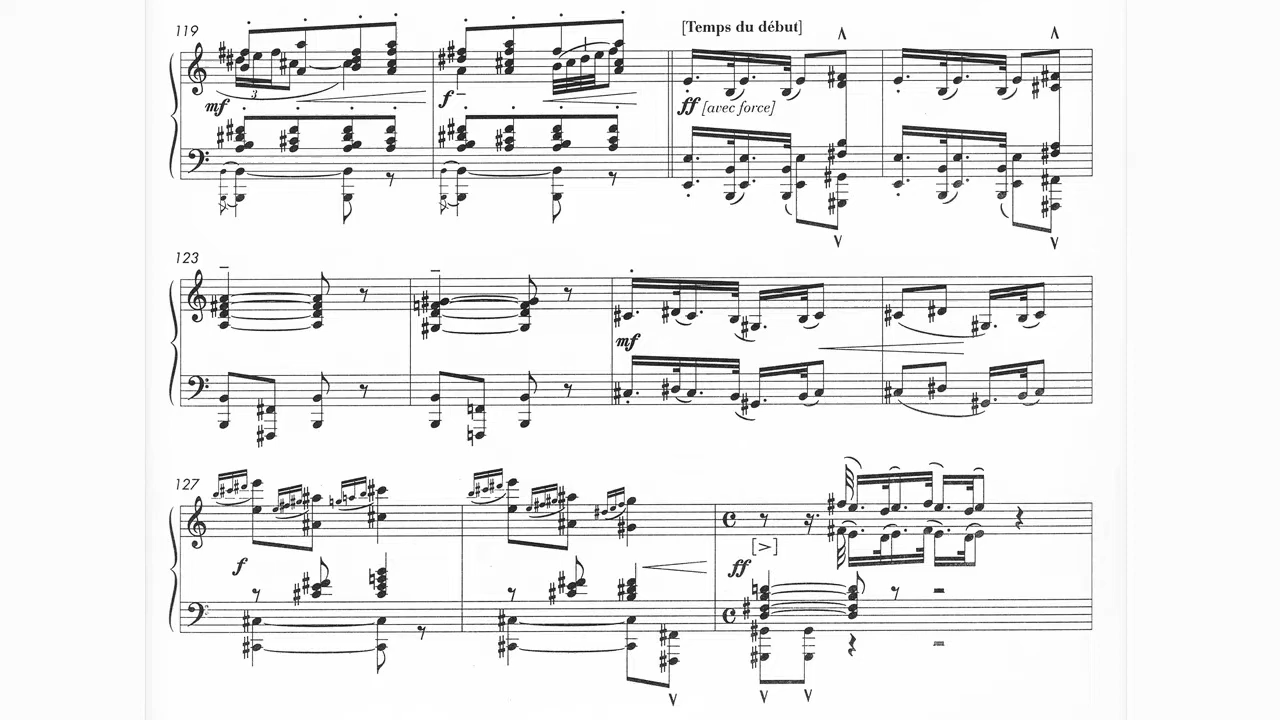 119
[Temps du début]
mf
3
f
ff [avec force]
123
mf
127
f
ff